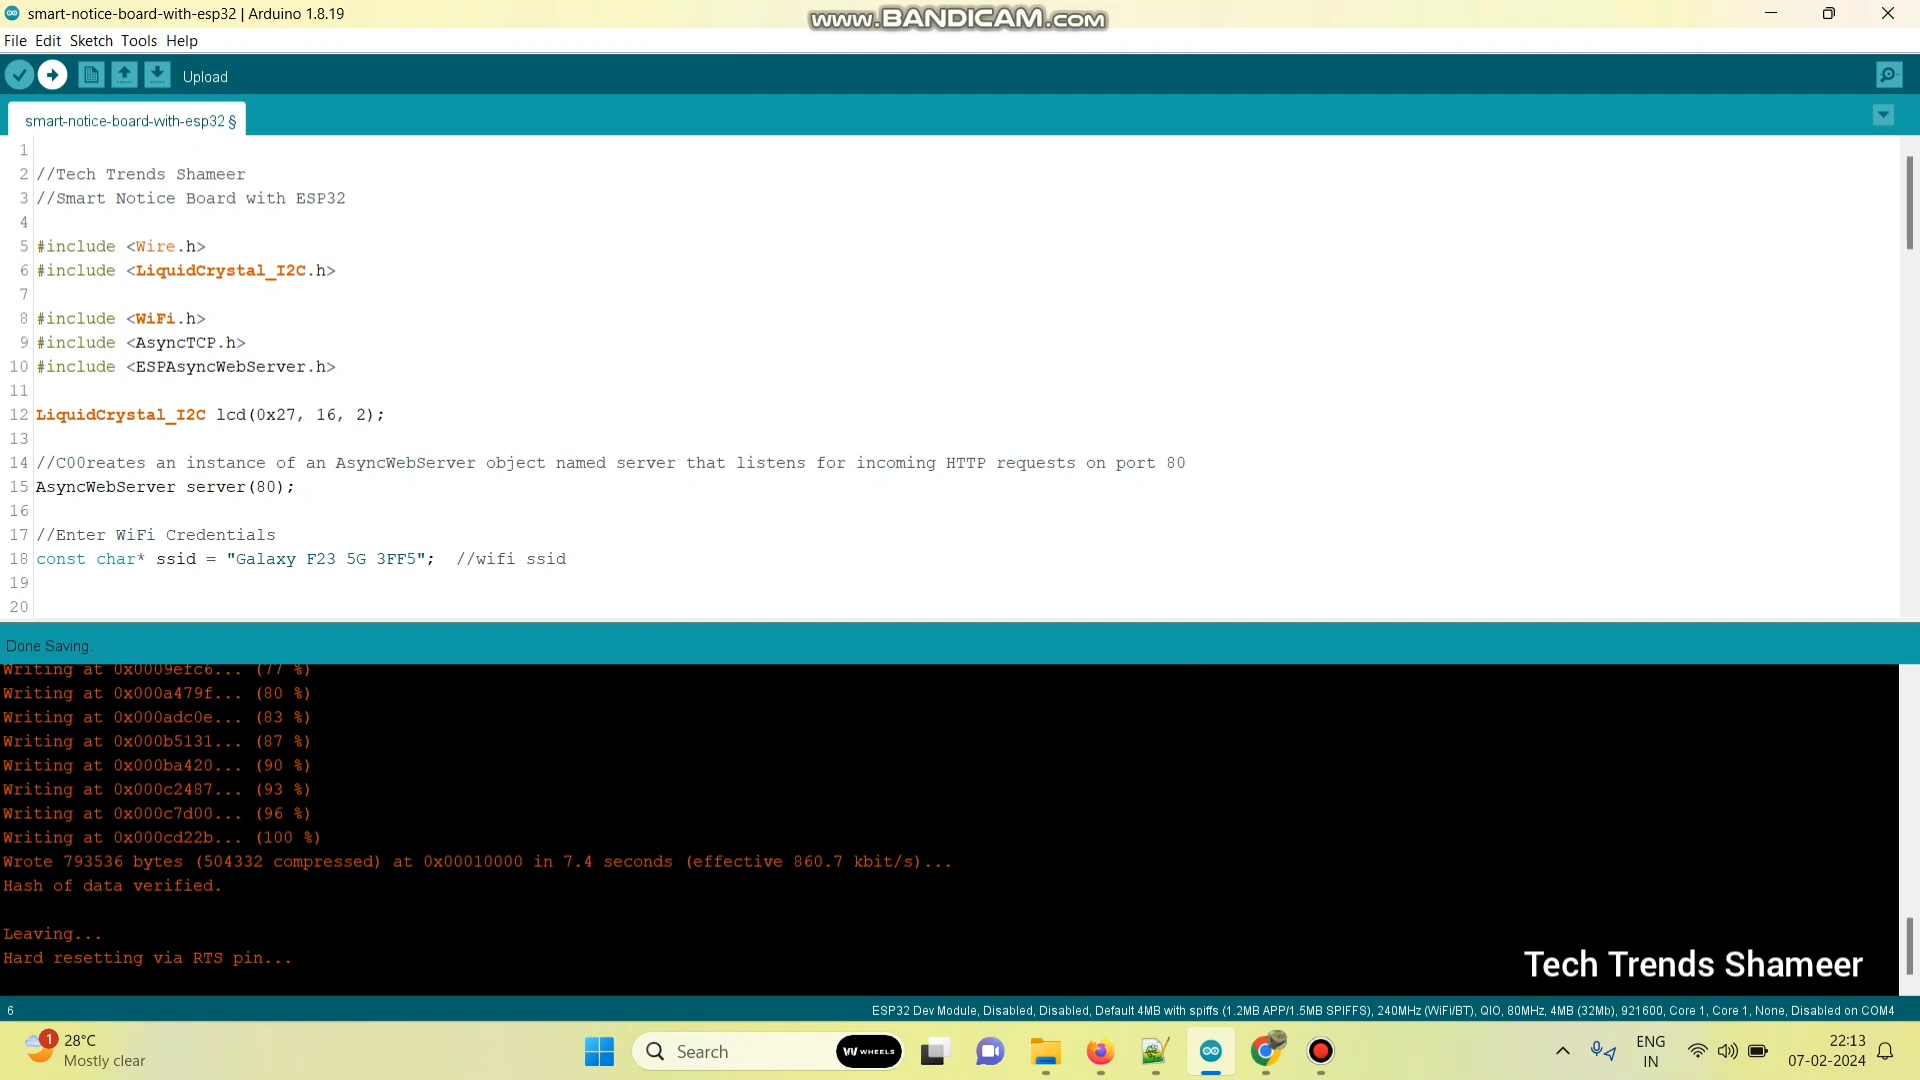 smart-notice-board-with-esp32 | Arduino 1.8.19
www.BANDICAM.com
File Edit Sketch Tools Help
Upload
smart-notice-board-with-esp32 §
1
2 //Tech Trends Shameer
3 //Smart Notice Board with ESP32
4
5 #include <Wire.h>
6 #include <LiquidCrystal_I2C.h>
7
8 #include <WiFi.h>
9 #include <AsyncTCP.h>
10 #include <ESPAsyncWebServer.h>
11
12 LiquidCrystal_I2C lcd(0x27, 16, 2);
13
14 //C00reates an instance of an AsyncWebServer object named server that listens for incoming HTTP requests on port 80
15 AsyncWebServer server(80);
16
17 //Enter WiFi Credentials
18 const char* ssid = "Galaxy F23 5G 3FF5";  //wifi ssid
19
20
Done Saving.
Writing at 0x0009efc6... (77 %)
Writing at 0x000a479f... (80 %)
Writing at 0x000adc0e... (83 %)
Writing at 0x000b5131... (87 %)
Writing at 0x000ba420... (90 %)
Writing at 0x000c2487... (93 %)
Writing at 0x000c7d00... (96 %)
Writing at 0x000cd22b... (100 %)
Wrote 793536 bytes (504332 compressed) at 0x00010000 in 7.4 seconds (effective 860.7 kbit/s)...
Hash of data verified.
Leaving...
Hard resetting via RTS pin...
Tech Trends Shameer
6
ESP32 Dev Module, Disabled, Disabled, Default 4MB with spiffs (1.2MB APP/1.5MB SPIFFS), 240MHz (WiFi/BT), QIO, 80MHz, 4MB (32Mb), 921600, Core 1, Core 1, None, Disabled on COM4
1
28°C
Mostly clear
Search
WHEELS
ENG
IN
22:13
07-02-2024